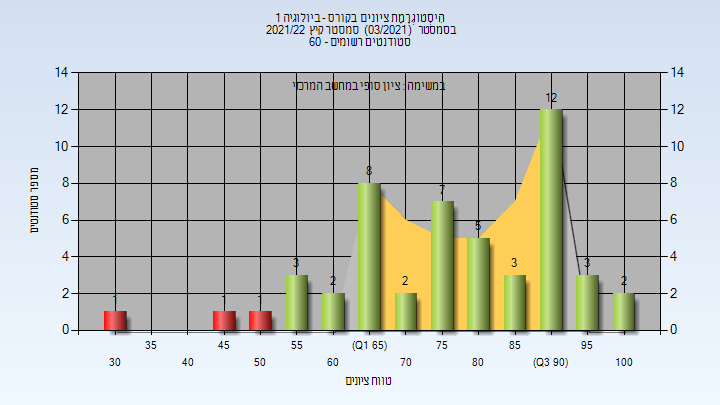 היסטוגרמת ציונים בקורס - ביולוגיה 1
בסמסטר (03/2021) סמסטר קיץ 2021/22
סטודנטים רשומים - 60
במשימה : ציון סופי במחשב המרכזי
מספר סטודנטים
14 14
12 12
10 10
8 8
6 6
4 4
2 2
0 0
1 1 1 3 2 8 2 7 5 3 12 3 2
35 45 55 (Q1 65) 75 85 95
30 40 50 60 70 80 (Q3 90) 100
טווח ציונים